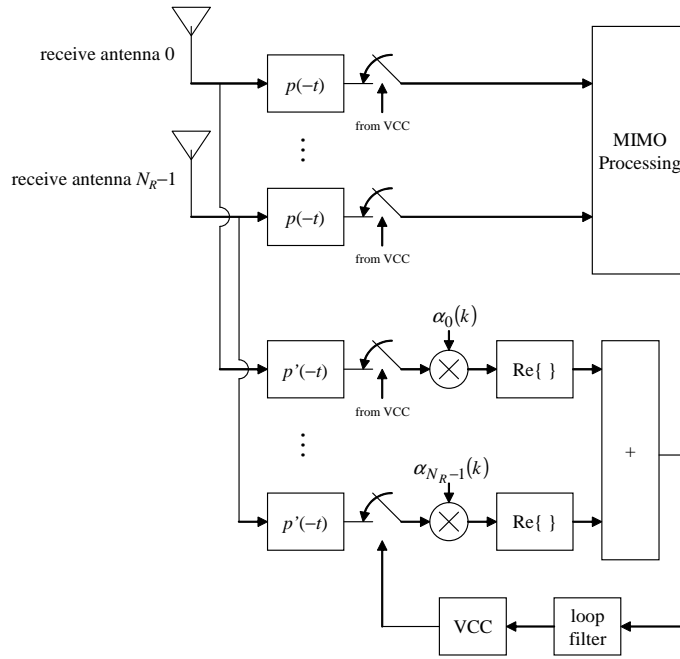 receive antenna 0
p(−t)
from VCC
⋮
MIMO
Processing
receive antenna N_R−1
p(−t)
from VCC
α_0(k)
p’(−t)
Re{ }
from VCC
⋮
+
α_{N_R−1}(k)
p’(−t)
Re{ }
VCC
loop
filter